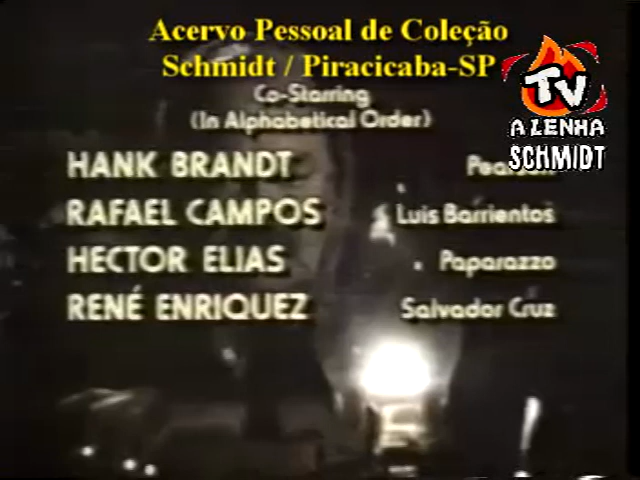 Acervo Pessoal de Coleção
Schmidt / Piracicaba-SP
TV
A LENHA
SCHMIDT
Co-Starring
(In Alphabetical Order)
HANK BRANDT
RAFAEL CAMPOS Luis Barrientos
HECTOR ELIAS Paparazzo
RENÉ ENRIQUEZ Salvador Cruz